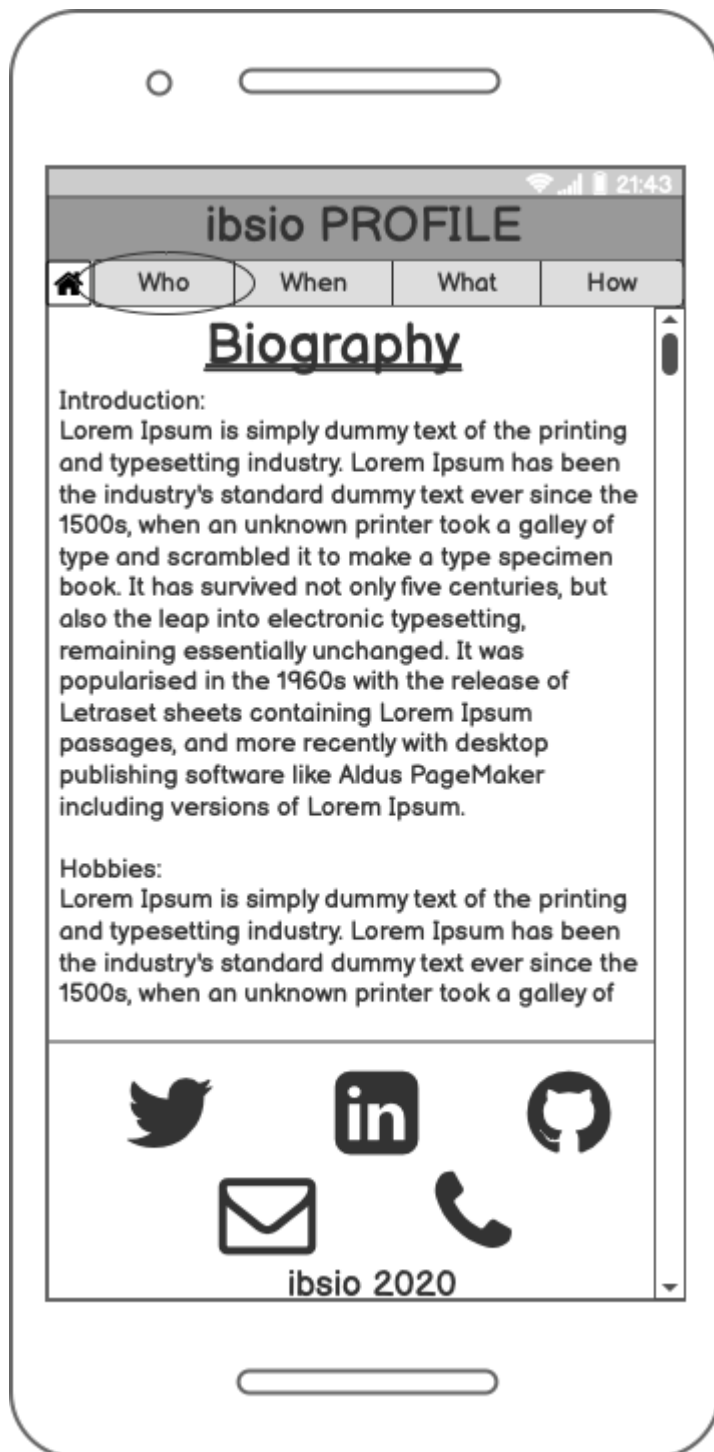 21:43
ibsio PROFILE
Who When What How
Biography
Introduction:
Lorem Ipsum is simply dummy text of the printing
and typesetting industry. Lorem Ipsum has been
the industry's standard dummy text ever since the
1500s, when an unknown printer took a galley of
type and scrambled it to make a type specimen
book. It has survived not only five centuries, but
also the leap into electronic typesetting,
remaining essentially unchanged. It was
popularised in the 1960s with the release of
Letraset sheets containing Lorem Ipsum
passages, and more recently with desktop
publishing software like Aldus PageMaker
including versions of Lorem Ipsum.
Hobbies:
Lorem Ipsum is simply dummy text of the printing
and typesetting industry. Lorem Ipsum has been
the industry's standard dummy text ever since the
1500s, when an unknown printer took a galley of
in
ibsio 2020